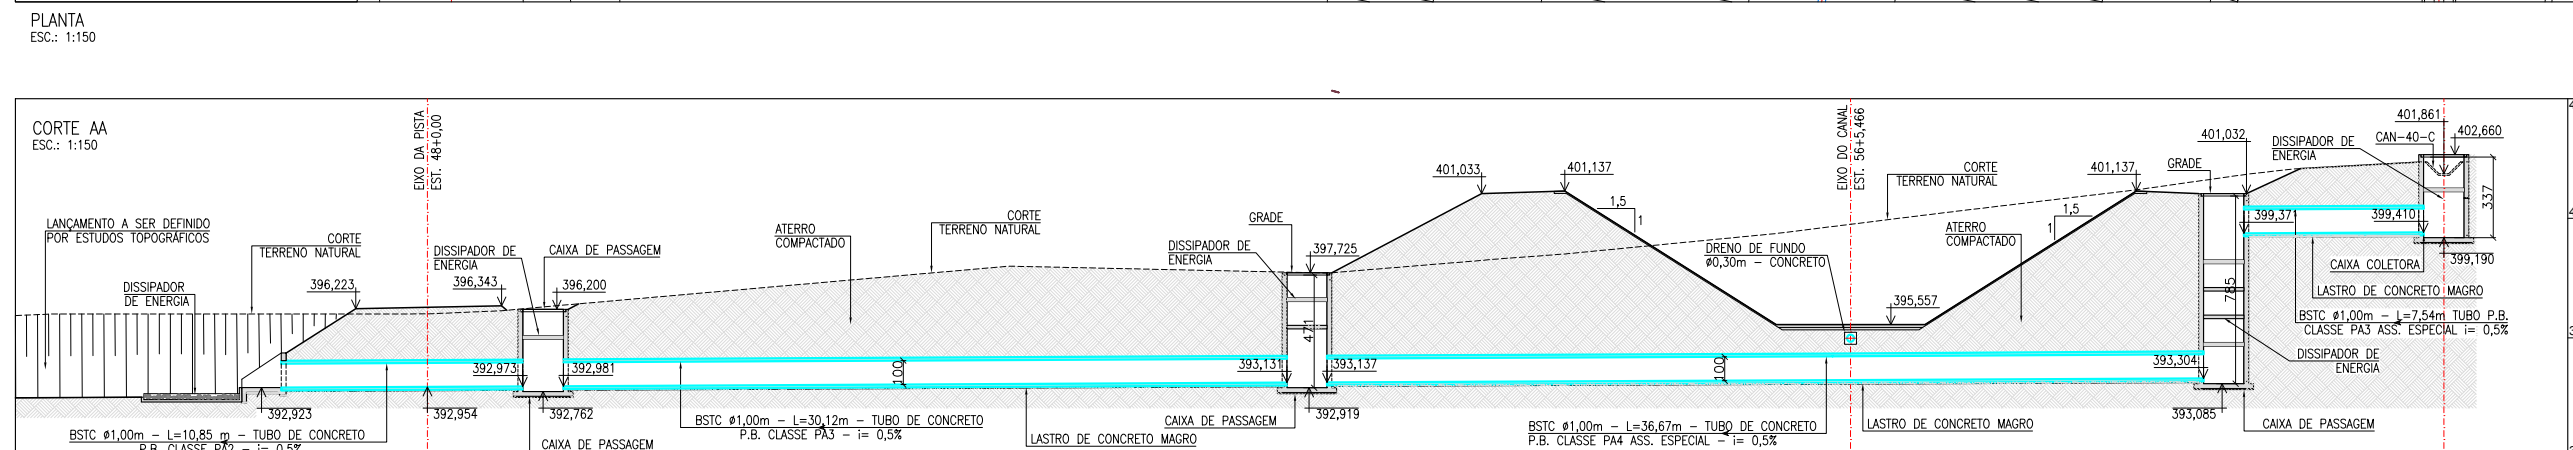 PLANTA
ESC.: 1:150
CORTE AA
ESC.: 1:150
EIXO DA PISTA
EST. 48+0,00
EIXO DO CANAL
EST. 56+5,466
LANÇAMENTO A SER DEFINIDO
POR ESTUDOS TOPOGRÁFICOS
CORTE
TERRENO NATURAL
DISSIPADOR
DE ENERGIA
396,223
396,343
DISSIPADOR DE
ENERGIA
CAIXA DE PASSAGEM
396,200
ATERRO
COMPACTADO
CORTE
TERRENO NATURAL
GRADE
DISSIPADOR DE
ENERGIA
397,725
401,033
401,137
1,5
1
DRENO DE FUNDO
ø0,30m - CONCRETO
395,557
CORTE
TERRENO NATURAL
ATERRO
COMPACTADO
1,5
1
401,137
GRADE
401,032
DISSIPADOR DE
ENERGIA
401,861
CAN-40-C
402,660
337
399,371
399,410
399,190
CAIXA COLETORA
LASTRO DE CONCRETO MAGRO
BSTC ø1,00m - L=7,54m TUBO P.B.
CLASSE PA3 ASS. ESPECIAL i= 0,5%
DISSIPADOR DE
ENERGIA
785
471
392,973
392,981
100
393,131
393,137
100
393,304
392,923
392,954
392,762
392,919
393,085
BSTC ø1,00m - L=10,85 m - TUBO DE CONCRETO
P.B. CLASSE PA2 - i= 0,5%
CAIXA DE PASSAGEM
BSTC ø1,00m - L=30,12m - TUBO DE CONCRETO
P.B. CLASSE PA3 - i= 0,5%
LASTRO DE CONCRETO MAGRO
CAIXA DE PASSAGEM
BSTC ø1,00m - L=36,67m - TUBO DE CONCRETO
P.B. CLASSE PA4 ASS. ESPECIAL - i= 0,5%
LASTRO DE CONCRETO MAGRO
CAIXA DE PASSAGEM